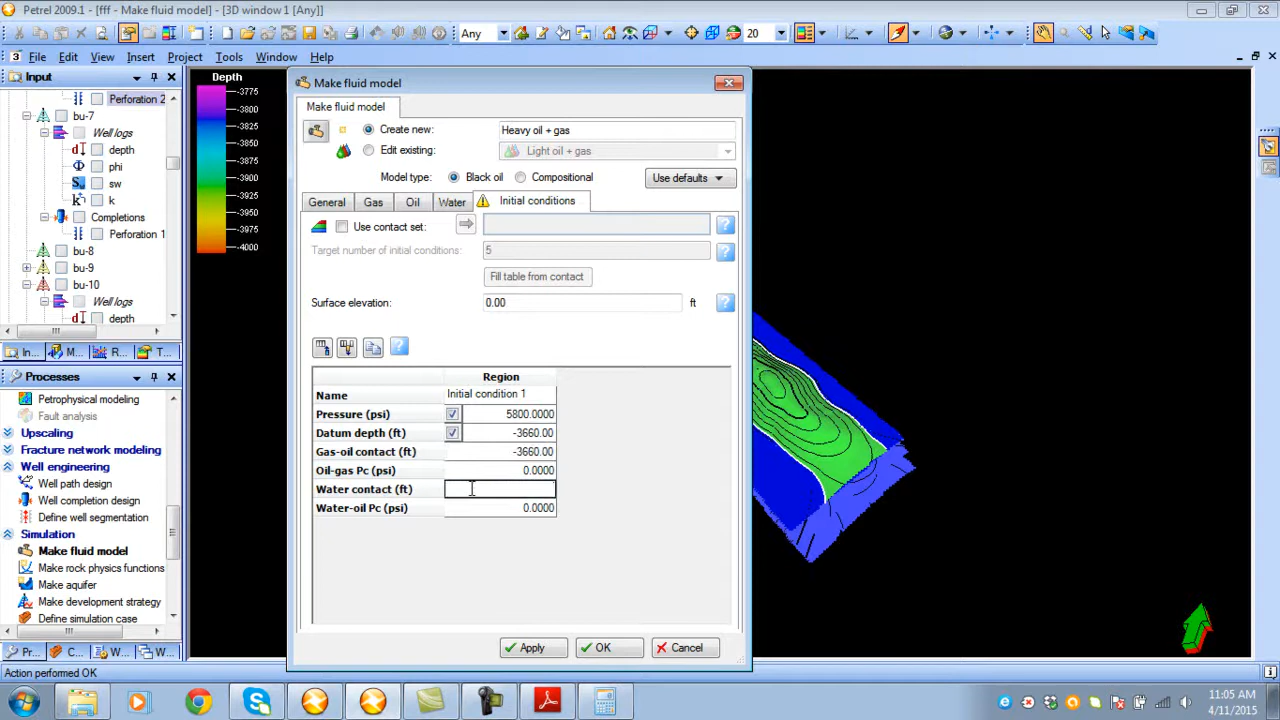 Petrel 2009.1 - [fff - Make fluid model] - [3D window 1 [Any]]
Any
20
3 File Edit View Insert Project Tools Window Help
Input
Perforation 2
bu-7
Well logs
depth
phi
sw
k
Completions
Perforation 1
bu-8
bu-9
bu-10
Well logs
depth
In... M... R... T...
Processes
Petrophysical modeling
Fault analysis
Upscaling
Fracture network modeling
Well engineering
Well path design
Well completion design
Define well segmentation
Simulation
Make fluid model
Make rock physics functions
Make aquifer
Make development strategy
Define simulation case
Pr... C... W... W...
Action performed OK
Depth
-3775
-3825
-3825
-3850
-3875
-3900
-3925
-3950
-3975
-4000
Make fluid model
Make fluid model
Create new: Heavy oil + gas
Edit existing: Light oil + gas
Model type: Black oil Compositional Use defaults
General Gas Oil Water Initial conditions
Use contact set: ?
Target number of initial conditions: 5 ?
Fill table from contact
Surface elevation: 0.00 ft ?
?
Region
Name Initial condition 1
Pressure (psi) 5800.0000
Datum depth (ft) -3660.00
Gas-oil contact (ft) -3660.00
Oil-gas Pc (psi) 0.0000
Water contact (ft)
Water-oil Pc (psi) 0.0000
Apply OK Cancel
11:05 AM
4/11/2015